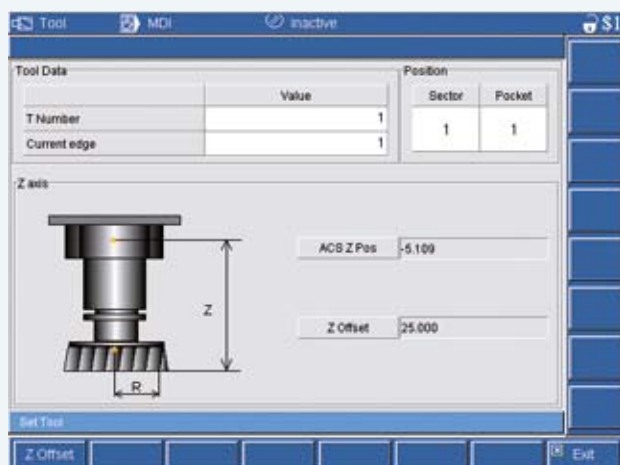 Tool MDI Inactive $1
Tool Data Position
Value Sector Pocket
T Number 1
Current edge 1
1 1
Z axis
ACS Z Pos -5.109
Z
Z Offset 25.000
R
Set Tool
Z Offset Exit